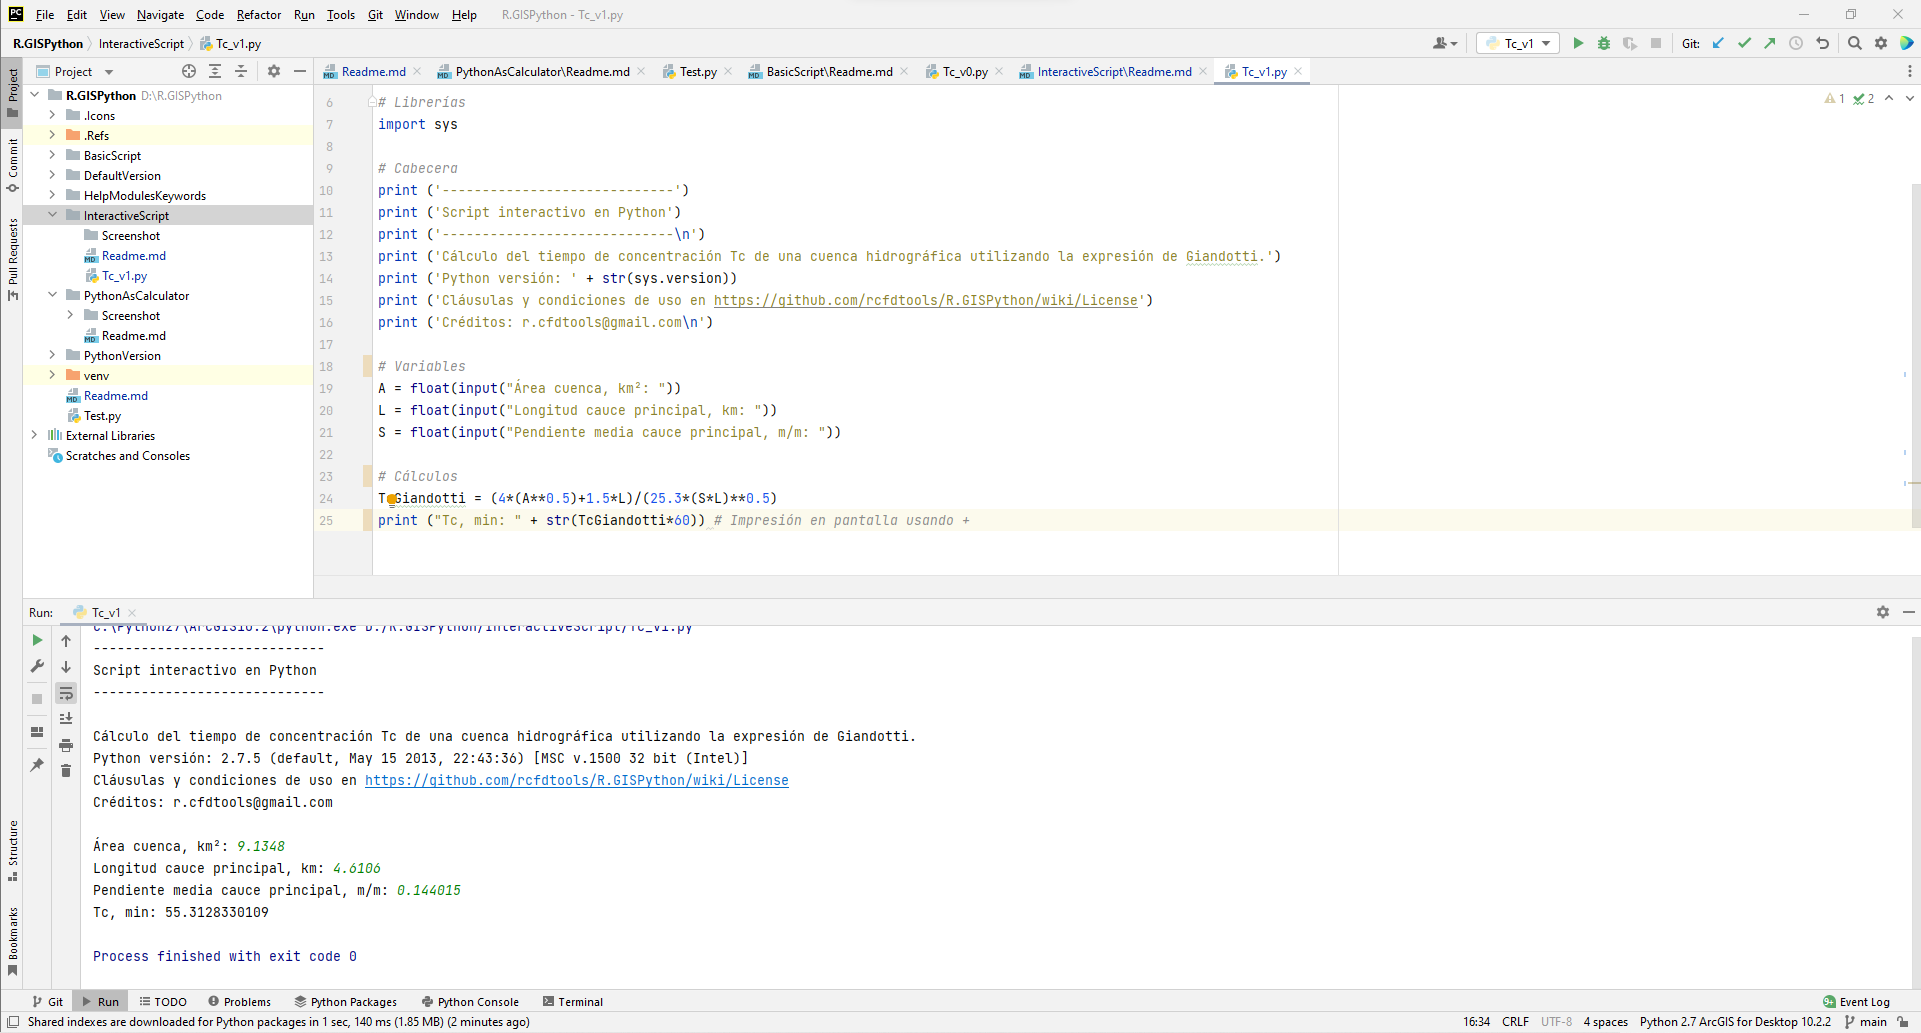 File Edit View Navigate Code Refactor Run Tools Git Window Help R.GISPython - Tc_v1.py
R.GISPython InteractiveScript Tc_v1.py
Tc_v1 Git:
Project
Readme.md PythonAsCalculator\Readme.md Test.py BasicScript\Readme.md Tc_v0.py InteractiveScript\Readme.md Tc_v1.py
Project
Commit
Pull Requests
Structure
Bookmarks
R.GISPython D:\R.GISPython
.Icons
.Refs
BasicScript
DefaultVersion
HelpModulesKeywords
InteractiveScript
Screenshot
Readme.md
Tc_v1.py
PythonAsCalculator
Screenshot
Readme.md
PythonVersion
venv
Readme.md
Test.py
External Libraries
Scratches and Consoles
1 2
6 # Librerías
7 import sys
8
9 # Cabecera
10 print ('-----------------------------')
11 print ('Script interactivo en Python')
12 print ('-----------------------------\n')
13 print ('Cálculo del tiempo de concentración Tc de una cuenca hidrográfica utilizando la expresión de Giandotti.')
14 print ('Python versión: ' + str(sys.version))
15 print ('Cláusulas y condiciones de uso en https://github.com/rcfdtools/R.GISPython/wiki/License')
16 print ('Créditos: r.cfdtools@gmail.com\n')
17
18 # Variables
19 A = float(input("Área cuenca, km²: "))
20 L = float(input("Longitud cauce principal, km: "))
21 S = float(input("Pendiente media cauce principal, m/m: "))
22
23 # Cálculos
24 TcGiandotti = (4*(A**0.5)+1.5*L)/(25.3*(S*L)**0.5)
25 print ("Tc, min: " + str(TcGiandotti*60)) # Impresión en pantalla usando +
Run: Tc_v1
C:\Python27\ArcGIS10.2\python.exe D:/R.GISPython/InteractiveScript/Tc_v1.py
-----------------------------
Script interactivo en Python
-----------------------------
Cálculo del tiempo de concentración Tc de una cuenca hidrográfica utilizando la expresión de Giandotti.
Python versión: 2.7.5 (default, May 15 2013, 22:43:36) [MSC v.1500 32 bit (Intel)]
Cláusulas y condiciones de uso en https://github.com/rcfdtools/R.GISPython/wiki/License
Créditos: r.cfdtools@gmail.com
Área cuenca, km²: 9.1348
Longitud cauce principal, km: 4.6106
Pendiente media cauce principal, m/m: 0.144015
Tc, min: 55.3128330109
Process finished with exit code 0
Git Run TODO Problems Python Packages Python Console Terminal 9+ Event Log
Shared indexes are downloaded for Python packages in 1 sec, 140 ms (1.85 MB) (2 minutes ago) 16:34 CRLF UTF-8 4 spaces Python 2.7 ArcGIS for Desktop 10.2.2 main